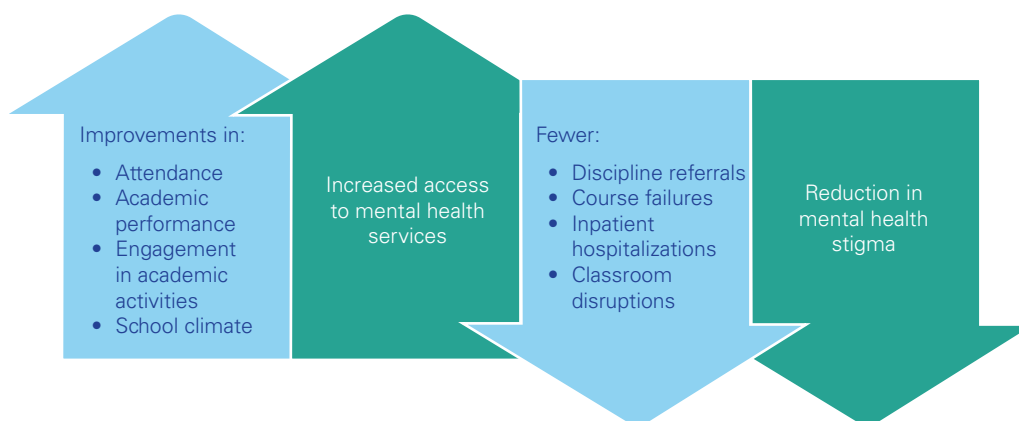 Improvements in:
• Attendance
• Academic
performance
• Engagement
in academic
activities
• School climate
Increased access
to mental health
services
Fewer:
• Discipline referrals
• Course failures
• Inpatient
hospitalizations
• Classroom
disruptions
Reduction in
mental health
stigma